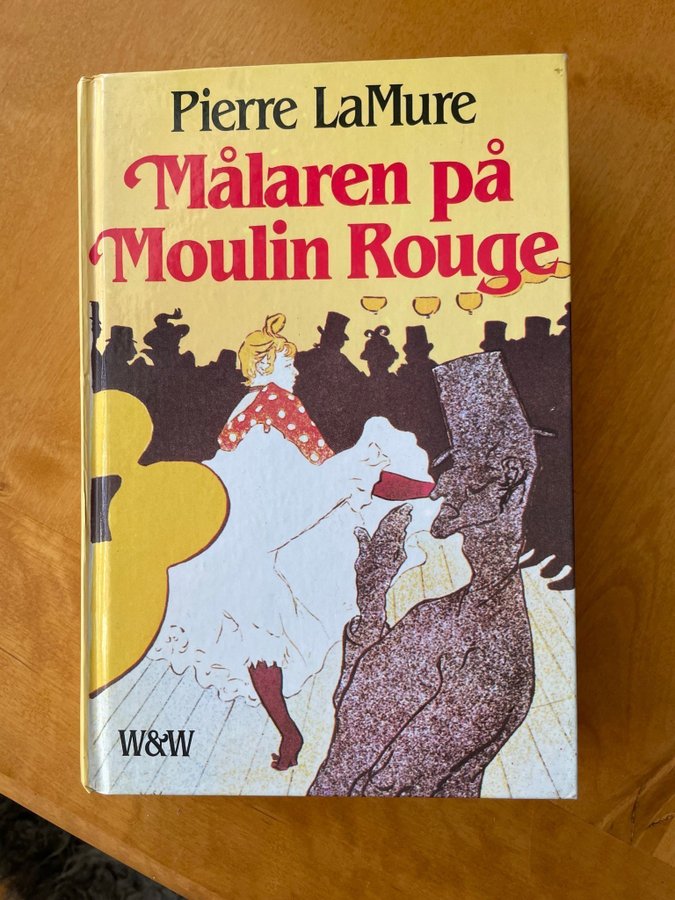 Pierre LaMure
Målaren på
Moulin Rouge
W&W